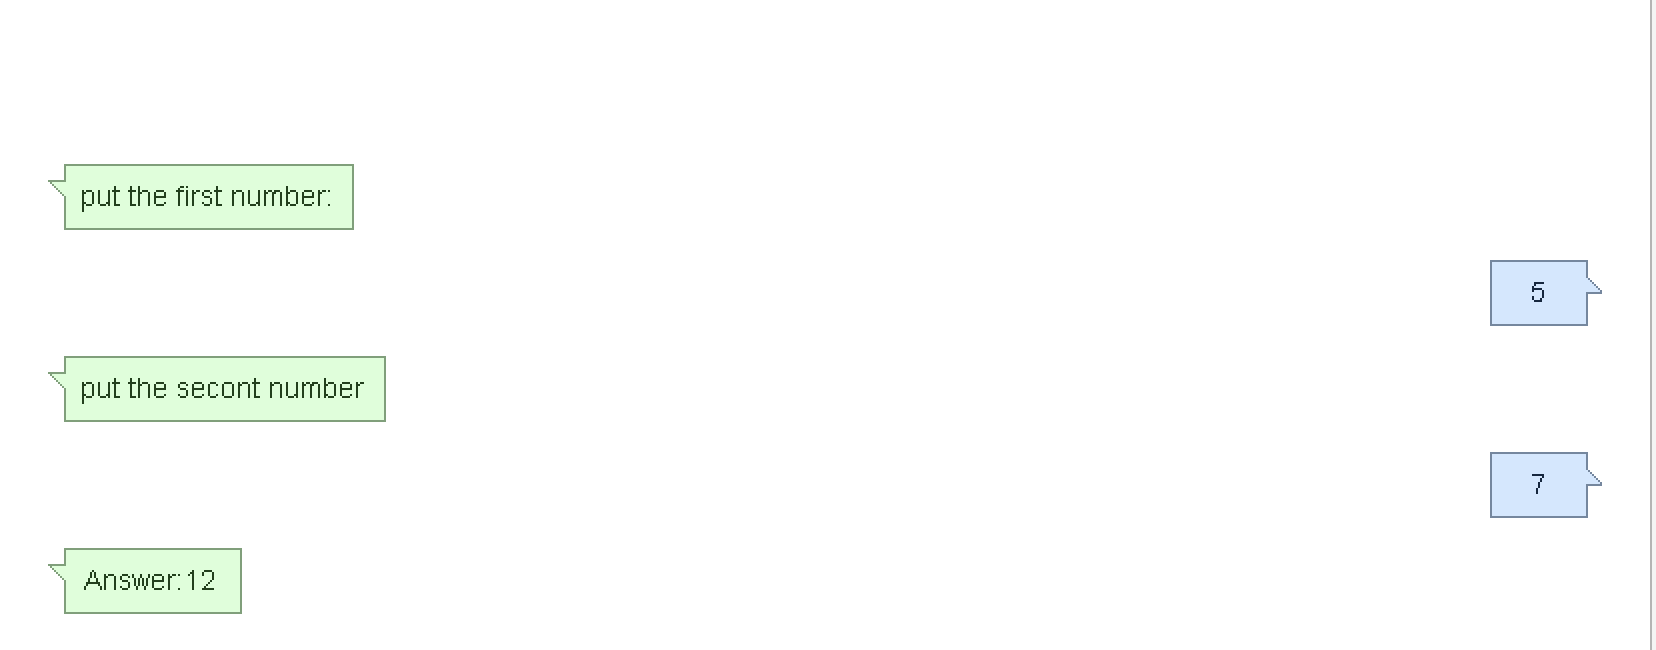 put the first number:
5
put the secont number
7
Answer:12